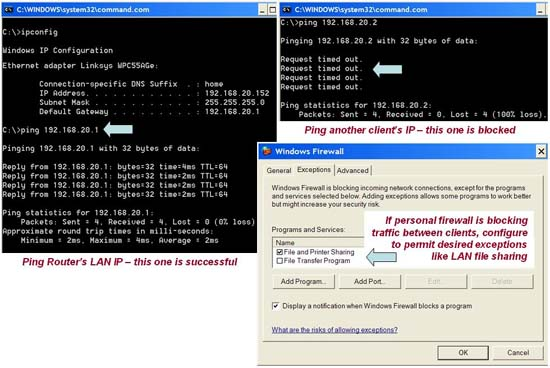 C:\WINDOWS\system32\command.com
C:\>ipconfig
Windows IP Configuration
Ethernet adapter Linksys WPC55AGe:
Connection-specific DNS Suffix . : home
IP Address. . . . . . . . . . . . : 192.168.20.152
Subnet Mask . . . . . . . . . . . : 255.255.255.0
Default Gateway . . . . . . . . . : 192.168.20.1
C:\>ping 192.168.20.1
Pinging 192.168.20.1 with 32 bytes of data:
Reply from 192.168.20.1: bytes=32 time=4ms TTL=64
Reply from 192.168.20.1: bytes=32 time=2ms TTL=64
Reply from 192.168.20.1: bytes=32 time=2ms TTL=64
Reply from 192.168.20.1: bytes=32 time=2ms TTL=64
Ping statistics for 192.168.20.1:
Packets: Sent = 4, Received = 4, Lost = 0 (0% loss)
Approximate round trip times in milli-seconds:
Minimum = 2ms, Maximum = 4ms, Average = 2ms
Ping Router's LAN IP – this one is successful
C:\WINDOWS\system32\command.com
C:\>ping 192.168.20.2
Pinging 192.168.20.2 with 32 bytes of data:
Request timed out.
Request timed out.
Request timed out.
Request timed out.
Ping statistics for 192.168.20.2:
Packets: Sent = 4, Received = 0, Lost = 4 (100% loss),
Ping another client's IP – this one is blocked
Windows Firewall
General Exceptions Advanced
Windows Firewall is blocking incoming network connections, except for the programs
and services selected below. Adding exceptions allows some programs to work better
but might increase your security risk.
Programs and Services:
Name
File and Printer Sharing
File Transfer Program
If personal firewall is blocking
traffic between clients, configure
to permit desired exceptions
like LAN file sharing
Add Program... Add Port... Edit... Delete
Display a notification when Windows Firewall blocks a program
What are the risks of allowing exceptions?
OK Cancel